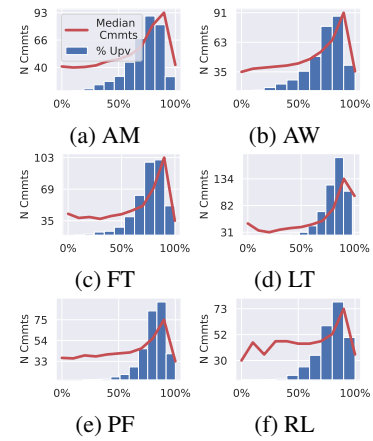 93
66
40
N Cmmts
Median
Cmmts
% Upv
0% 50% 100%
(a) AM
91
63
35
N Cmmts
0% 50% 100%
(b) AW
103
69
35
N Cmmts
0% 50% 100%
(c) FT
134
82
31
N Cmmts
0% 50% 100%
(d) LT
75
54
33
N Cmmts
0% 50% 100%
(e) PF
73
52
30
N Cmmts
0% 50% 100%
(f) RL